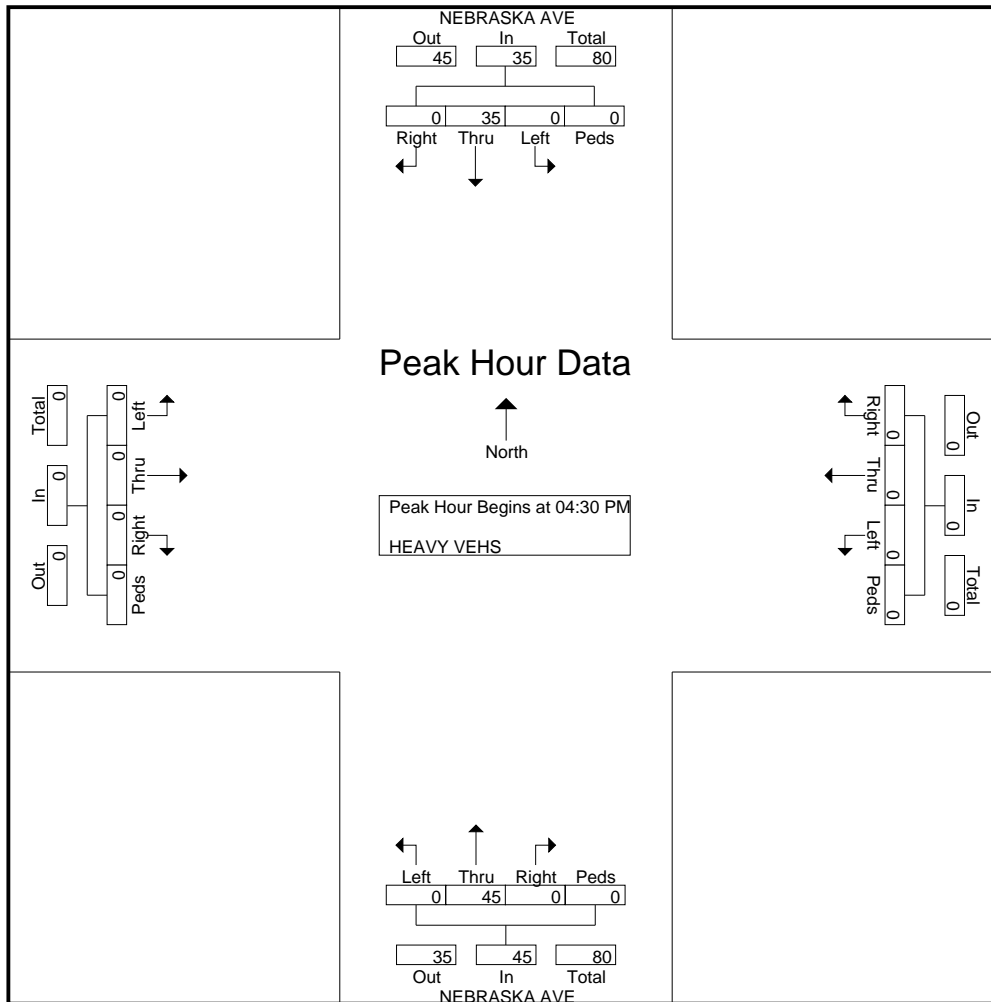 NEBRASKA AVE
Out In Total
45 35 80
0 35 0 0
Right Thru Left Peds
Peak Hour Data
North
Peak Hour Begins at 04:30 PM
HEAVY VEHS
Total In Out
0 0 0
0 0 0 0
Left Thru Right Peds
Right Thru Left Peds
0 0 0 0
0 0 0
Out In Total
Left Thru Right Peds
0 45 0 0
35 45 80
Out In Total
NEBRASKA AVE